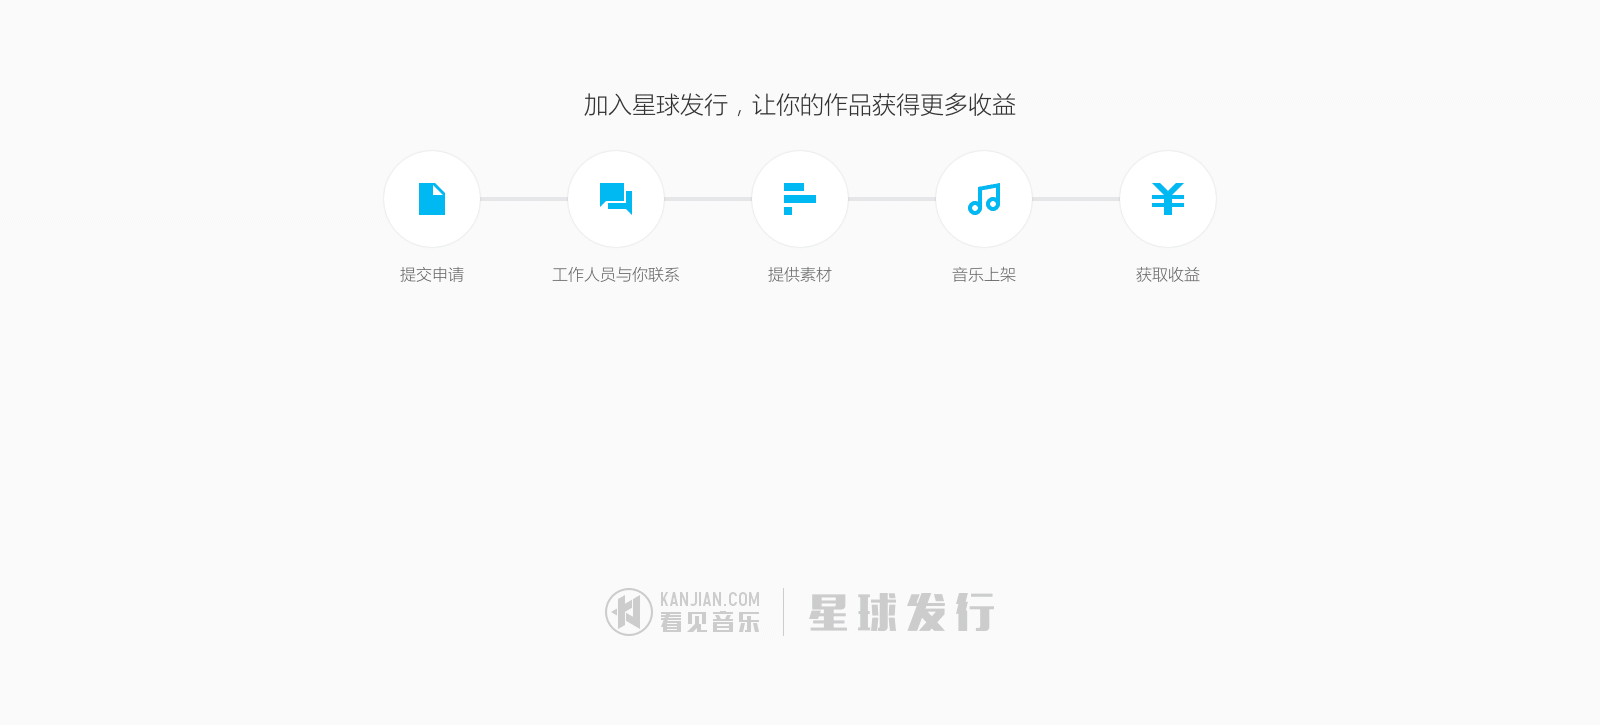 加入星球发行，让你的作品获得更多收益
提交申请
工作人员与你联系
提供素材
音乐上架
获取收益
KANJIAN.COM
看见音乐
星球发行